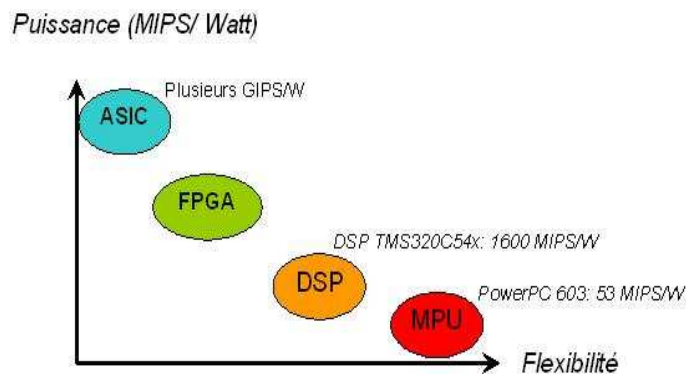 Puissance (MIPS/ Watt)
Plusieurs GIPS/W
ASIC
FPGA
DSP TMS320C54x: 1600 MIPS/W
DSP
PowerPC 603: 53 MIPS/W
MPU
Flexibilité